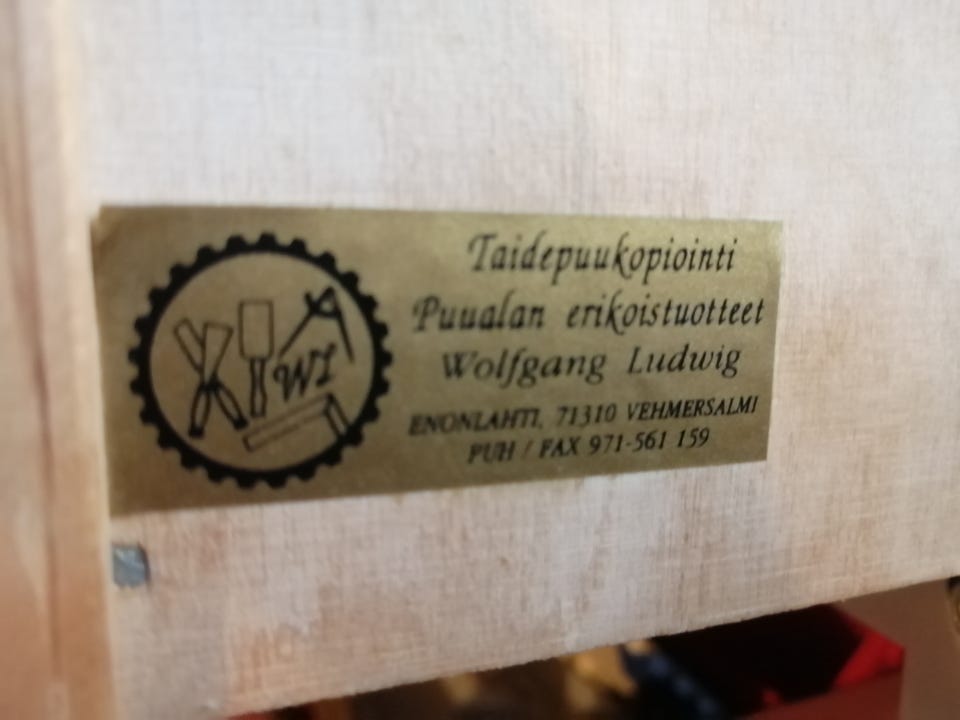 WL
Taidepuukopiointi
Puualan erikoistuotteet
Wolfgang Ludwig
ENONLAHTI, 71310 VEHMERSALMI
PUH / FAX 971-561 159